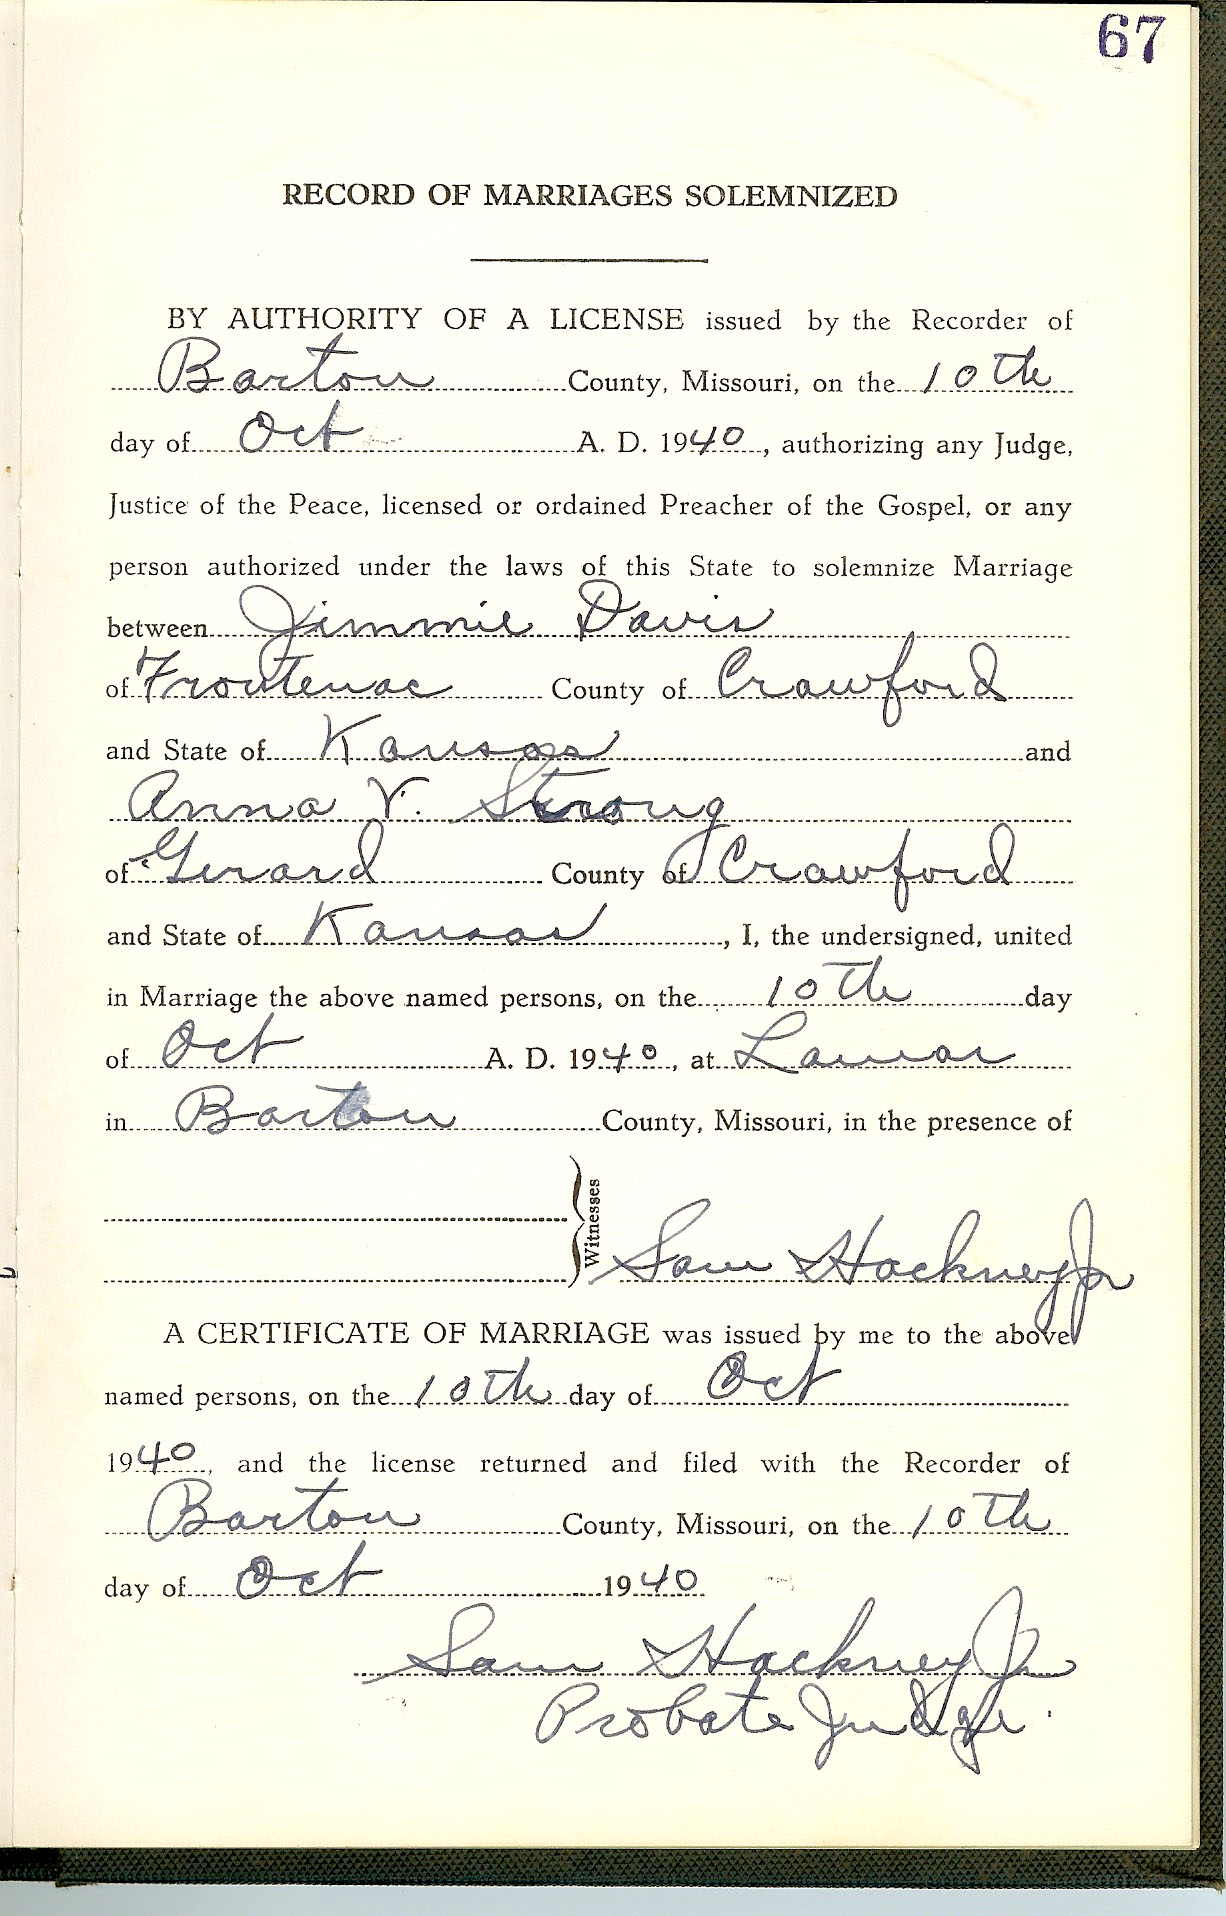 67
RECORD OF MARRIAGES SOLEMNIZED
BY AUTHORITY OF A LICENSE issued by the Recorder of
Barton County, Missouri, on the 10th
day of Oct A. D. 1940, authorizing any Judge,
Justice of the Peace, licensed or ordained Preacher of the Gospel, or any
person authorized under the laws of this State to solemnize Marriage
between Jimmie Davis
of Frontenac County of Crawford
and State of Kansas and
Anna V. Strong
of Gerard County of Crawford
and State of Kansas, I, the undersigned, united
in Marriage the above named persons, on the 10th day
of Oct A. D. 1940, at Lamar
in Barton County, Missouri, in the presence of
Witnesses
Sam Hackney Jr
A CERTIFICATE OF MARRIAGE was issued by me to the above
named persons, on the 10th day of Oct
1940, and the license returned and filed with the Recorder of
Barton County, Missouri, on the 10th
day of Oct 1940
Sam Hackney Jr
Probate Judge.